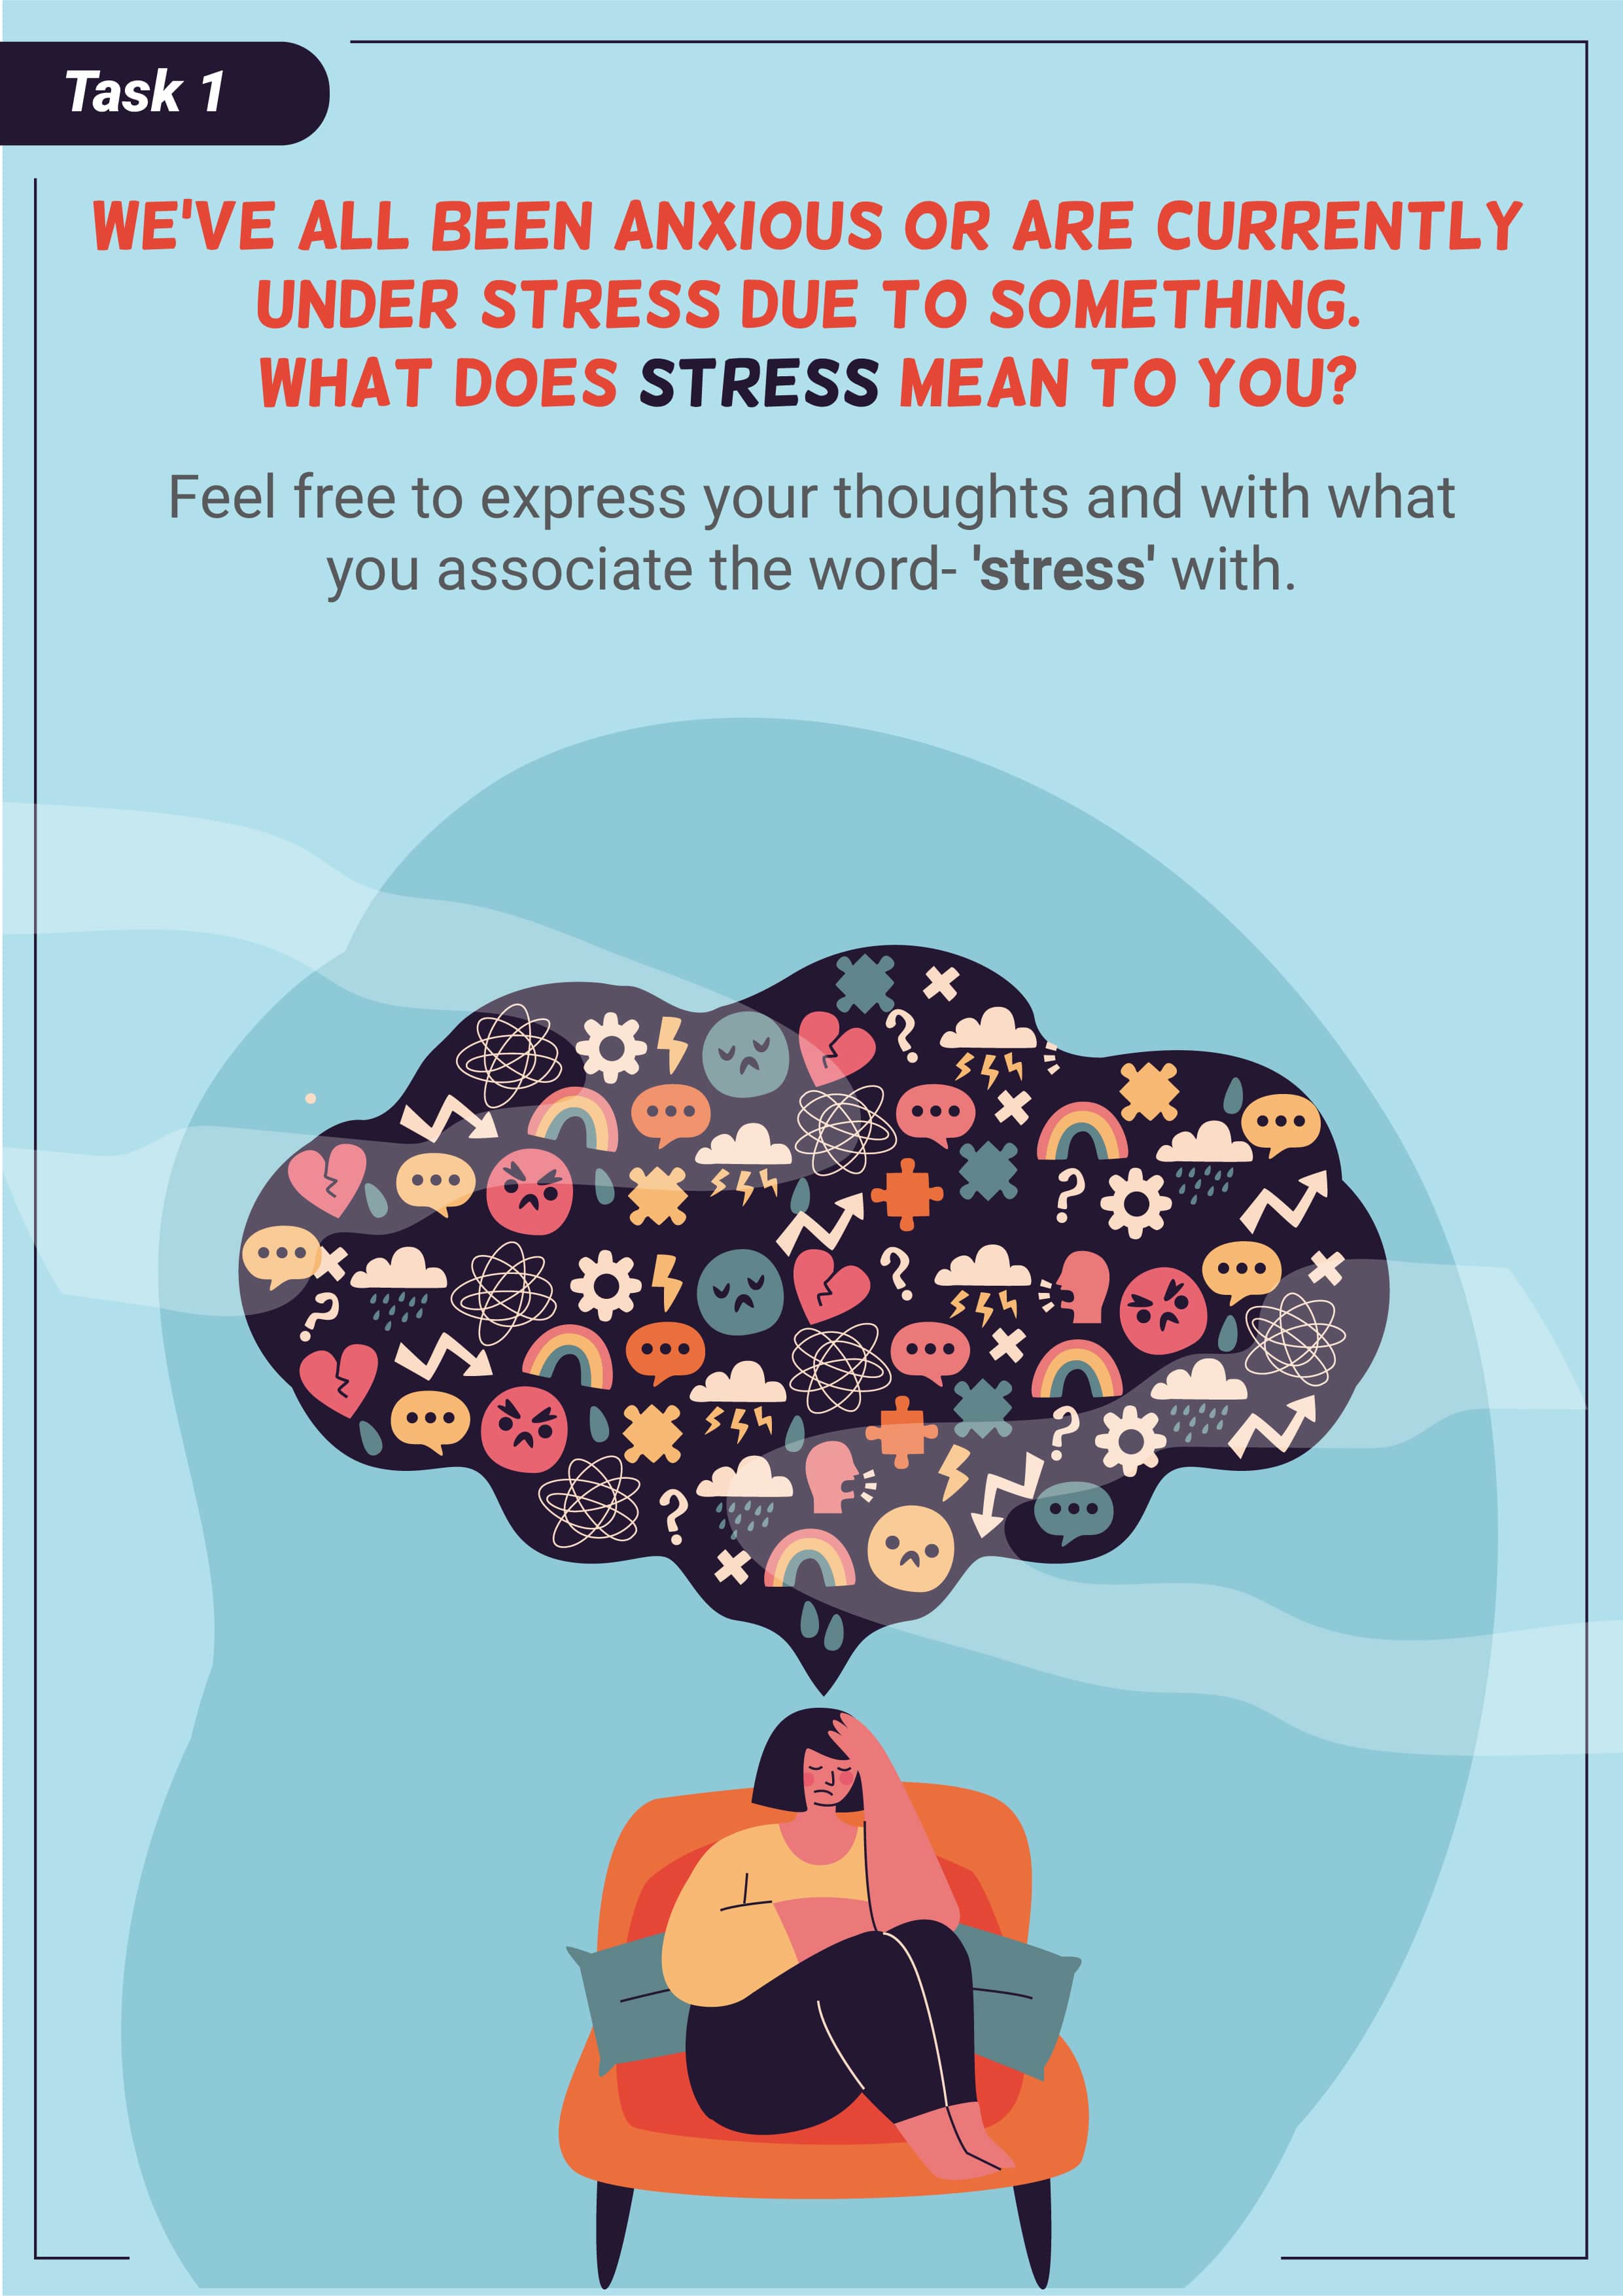 Task 1
WE'VE ALL BEEN ANXIOUS OR ARE CURRENTLY
UNDER STRESS DUE TO SOMETHING.
WHAT DOES STRESS MEAN TO YOU?
Feel free to express your thoughts and with what
you associate the word- 'stress' with.